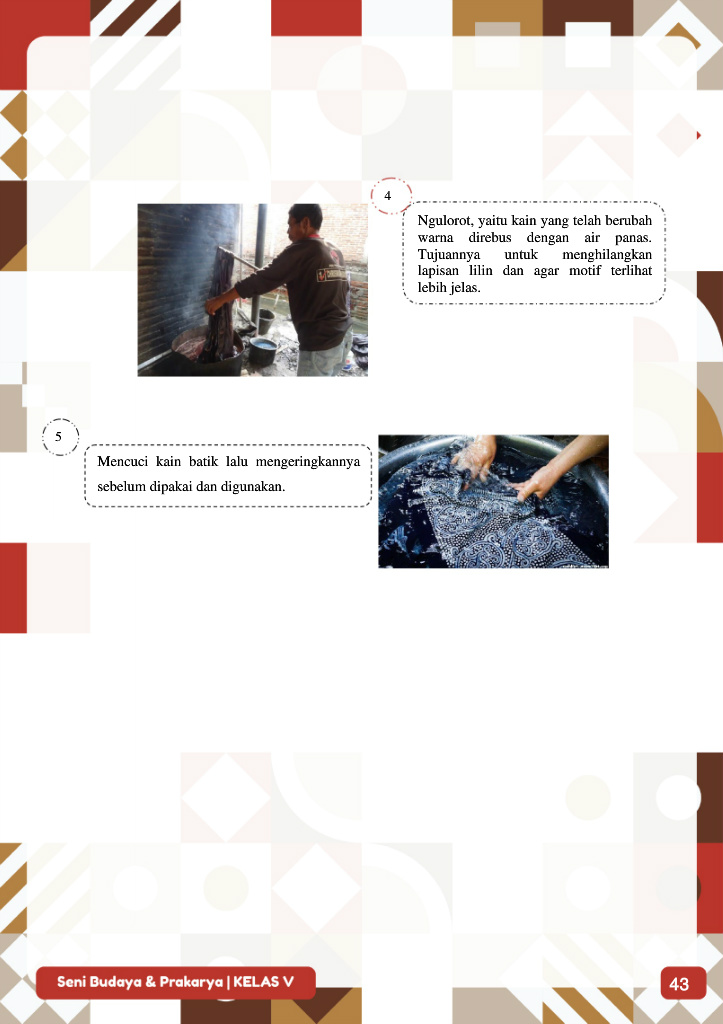 4
Ngulorot, yaitu kain yang telah berubah
warna direbus dengan air panas.
Tujuannya untuk menghilangkan
lapisan lilin dan agar motif terlihat
lebih jelas.
5
Mencuci kain batik lalu mengeringkannya
sebelum dipakai dan digunakan.
Seni Budaya & Prakarya | KELAS V
43